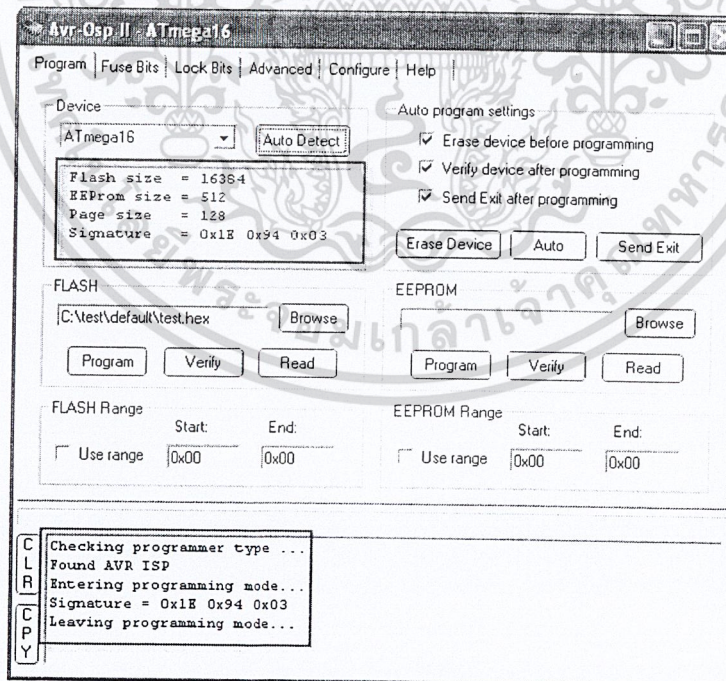 Avr-Osp II - ATmega16
Program Fuse Bits Lock Bits Advanced Configure Help
Device
ATmega16
Auto Detect
Flash size = 16384
EEProm size = 512
Page size = 128
Signature = 0x1E 0x94 0x03
Auto program settings
Erase device before programming
Verify device after programming
Send Exit after programming
Erase Device Auto Send Exit
FLASH
C:\test\default\test.hex Browse
Program Verify Read
EEPROM
Browse
Program Verify Read
FLASH Range
Start: End:
Use range 0x00 0x00
EEPROM Range
Start: End:
Use range 0x00 0x00
CLR
CPY
Checking programmer type ...
Found AVR ISP
Entering programming mode...
Signature = 0x1E 0x94 0x03
Leaving programming mode...